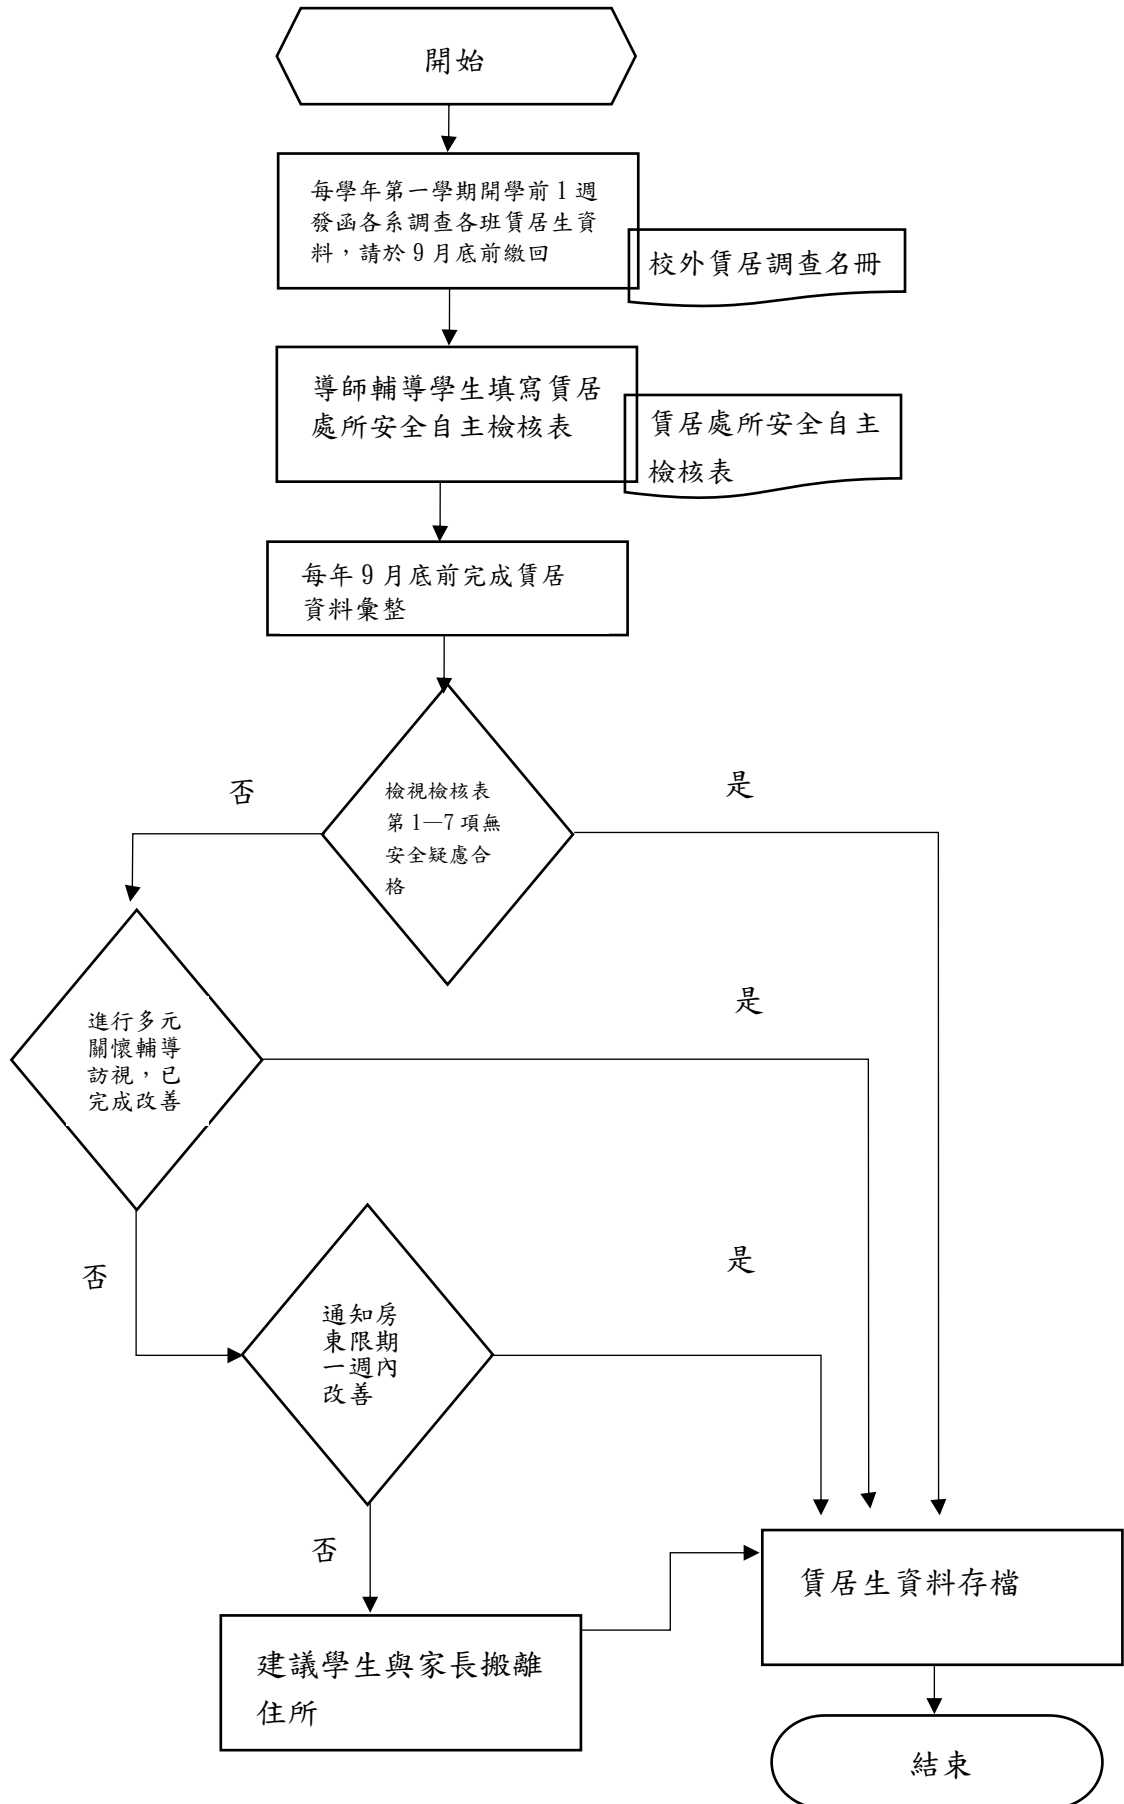 開始
每學年第一學期開學前1週
發函各系調查各班賃居生資
料，請於9月底前繳回
校外賃居調查名冊
導師輔導學生填寫賃居
處所安全自主檢核表
賃居處所安全自主
檢核表
每年9月底前完成賃居
資料彙整
檢視檢核表
第1—7項無
安全疑慮合
格
否
是
進行多元
關懷輔導
訪視，已
完成改善
是
否
通知房
東限期
一週內
改善
是
否
建議學生與家長搬離
住所
賃居生資料存檔
結束